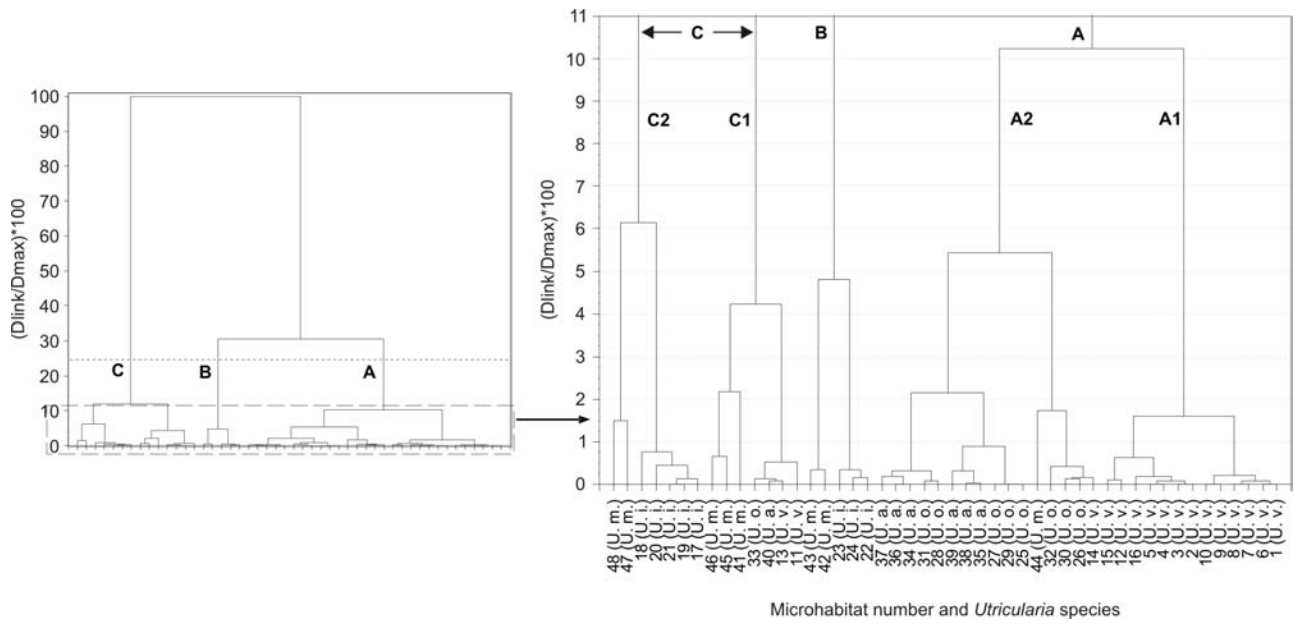 100
90
80
70
60
50
40
30
20
10
0
(Dlink/Dmax)*100
C
B
A
11
10
9
8
7
6
5
4
3
2
1
0
(Dlink/Dmax)*100
C
B
A
C2
C1
A2
A1
48 (U. m.)
47 (U. m.)
18 (U. i.)
20 (U. i.)
21 (U. i.)
19 (U. i.)
17 (U. i.)
46 (U. m.)
45 (U. m.)
41 (U. m.)
33 (U. o.)
40 (U. a.)
13 (U. v.)
11 (U. v.)
43 (U. m.)
42 (U. m.)
23 (U. i.)
24 (U. i.)
22 (U. i.)
37 (U. a.)
36 (U. a.)
34 (U. a.)
31 (U. o.)
28 (U. o.)
39 (U. a.)
38 (U. a.)
35 (U. a.)
27 (U. o.)
29 (U. o.)
25 (U. o.)
44 (U. m.)
32 (U. o.)
30 (U. o.)
26 (U. o.)
14 (U. v.)
15 (U. v.)
12 (U. v.)
16 (U. v.)
5 (U. v.)
4 (U. v.)
3 (U. v.)
2 (U. v.)
10 (U. v.)
9 (U. v.)
8 (U. v.)
7 (U. v.)
6 (U. v.)
1 (U. v.)
Microhabitat number and Utricularia species